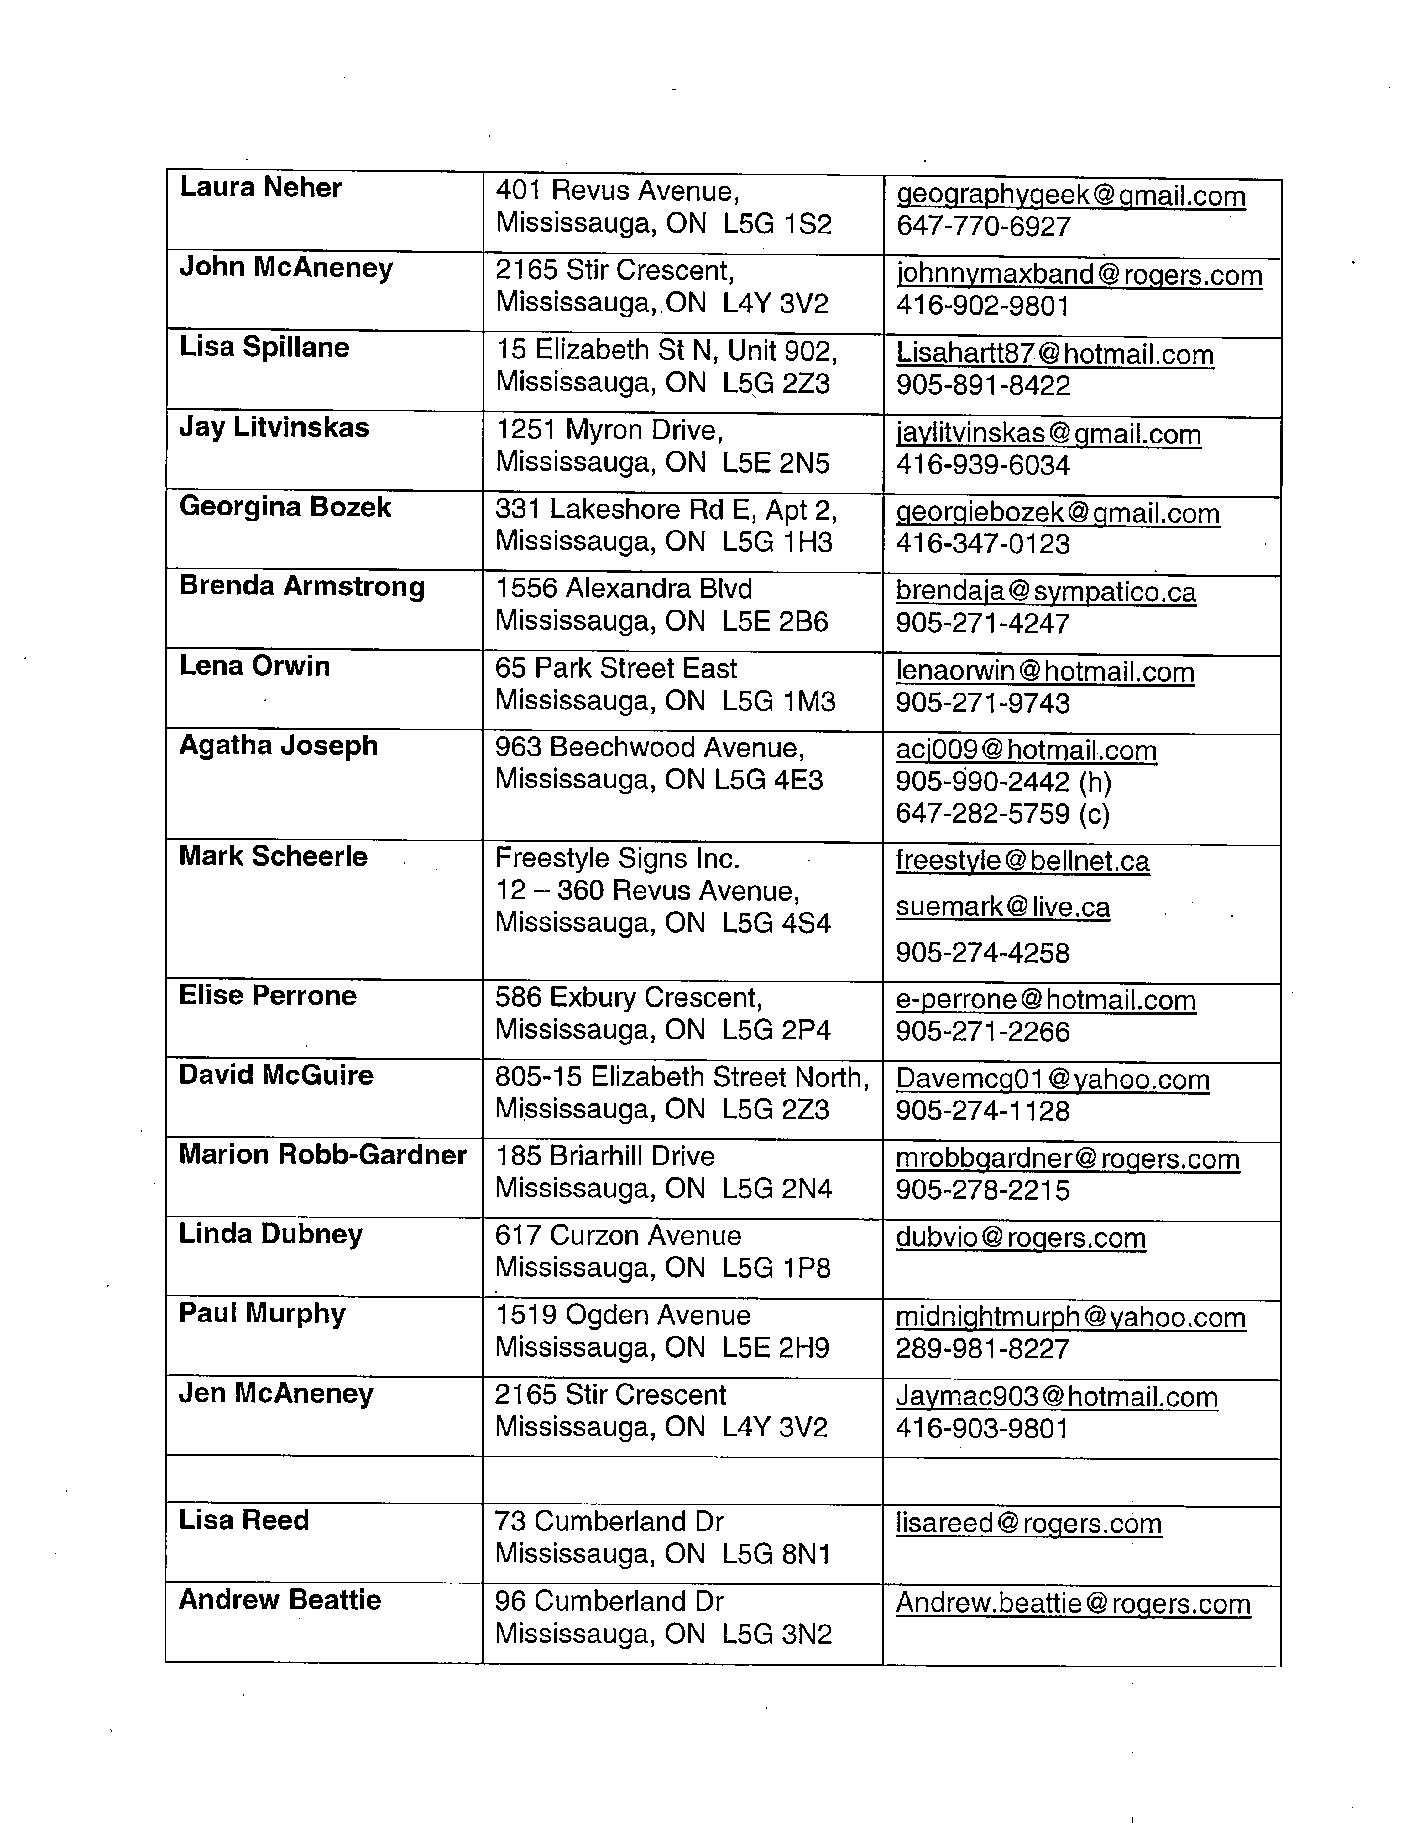 Laura Neher
401 Revus Avenue,
Mississauga, ON L5G 1S2
geographygeek@gmail.com
647-770-6927
John McAneney
2165 Stir Crescent,
Mississauga, ON L4Y 3V2
johnnymaxband@rogers.com
416-902-9801
Lisa Spillane
15 Elizabeth St N, Unit 902,
Mississauga, ON L5G 2Z3
Lisahartt87@hotmail.com
905-891-8422
Jay Litvinskas
1251 Myron Drive,
Mississauga, ON L5E 2N5
jaylitvinskas@gmail.com
416-939-6034
Georgina Bozek
331 Lakeshore Rd E, Apt 2,
Mississauga, ON L5G 1H3
georgiebozek@gmail.com
416-347-0123
Brenda Armstrong
1556 Alexandra Blvd
Mississauga, ON L5E 2B6
brendaja@sympatico.ca
905-271-4247
Lena Orwin
65 Park Street East
Mississauga, ON L5G 1M3
lenaorwin@hotmail.com
905-271-9743
Agatha Joseph
963 Beechwood Avenue,
Mississauga, ON L5G 4E3
acj009@hotmail.com
905-990-2442 (h)
647-282-5759 (c)
Mark Scheerle
Freestyle Signs Inc.
12 – 360 Revus Avenue,
Mississauga, ON L5G 4S4
freestyle@bellnet.ca
suemark@live.ca
905-274-4258
Elise Perrone
586 Exbury Crescent,
Mississauga, ON L5G 2P4
e-perrone@hotmail.com
905-271-2266
David McGuire
805-15 Elizabeth Street North,
Mississauga, ON L5G 2Z3
Davemcg01@yahoo.com
905-274-1128
Marion Robb-Gardner
185 Briarhill Drive
Mississauga, ON L5G 2N4
mrobbgardner@rogers.com
905-278-2215
Linda Dubney
617 Curzon Avenue
Mississauga, ON L5G 1P8
dubvio@rogers.com
Paul Murphy
1519 Ogden Avenue
Mississauga, ON L5E 2H9
midnightmurph@yahoo.com
289-981-8227
Jen McAneney
2165 Stir Crescent
Mississauga, ON L4Y 3V2
Jaymac903@hotmail.com
416-903-9801
Lisa Reed
73 Cumberland Dr
Mississauga, ON L5G 8N1
lisareed@rogers.com
Andrew Beattie
96 Cumberland Dr
Mississauga, ON L5G 3N2
Andrew.beattie@rogers.com